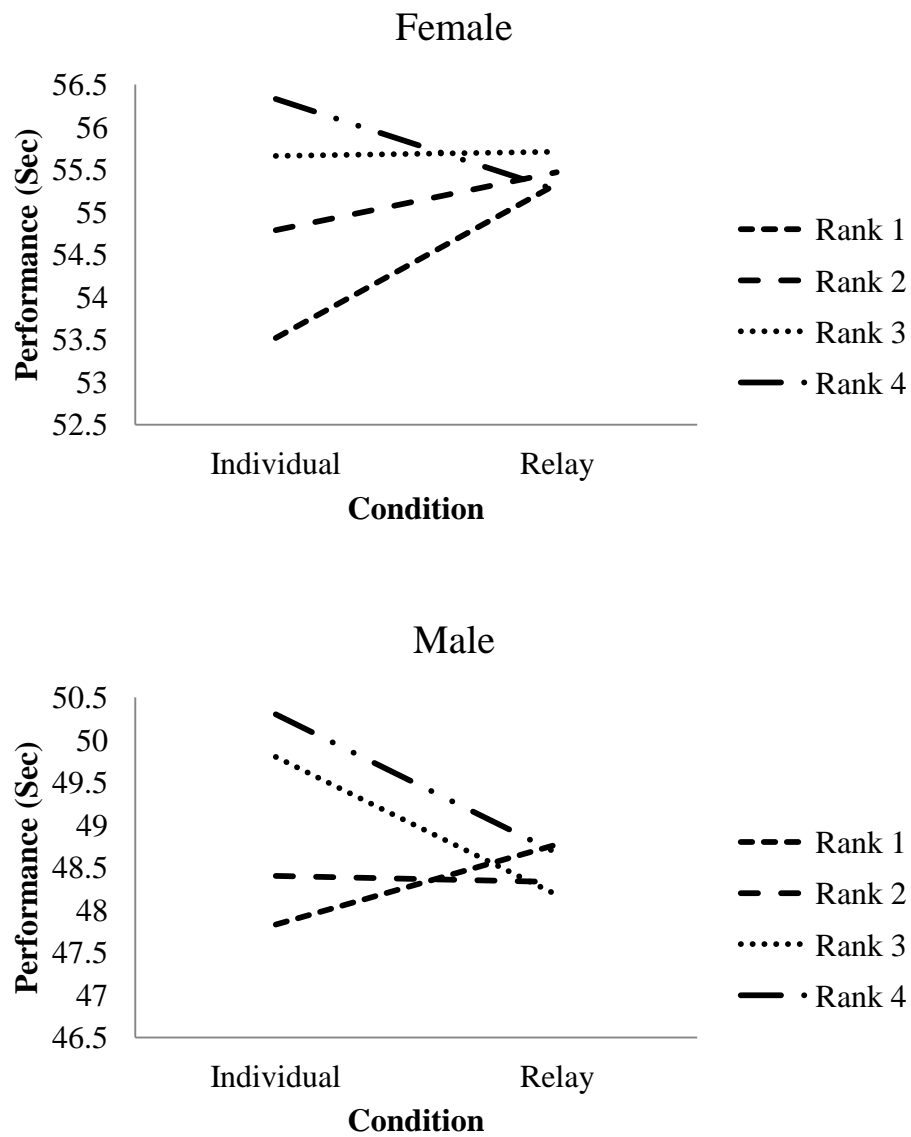 Female
Performance (Sec)
56.5
56
55.5
55
54.5
54
53.5
53
52.5
Individual Relay
Condition
Rank 1
Rank 2
Rank 3
Rank 4
Male
Performance (Sec)
50.5
50
49.5
49
48.5
48
47.5
47
46.5
Individual Relay
Condition
Rank 1
Rank 2
Rank 3
Rank 4